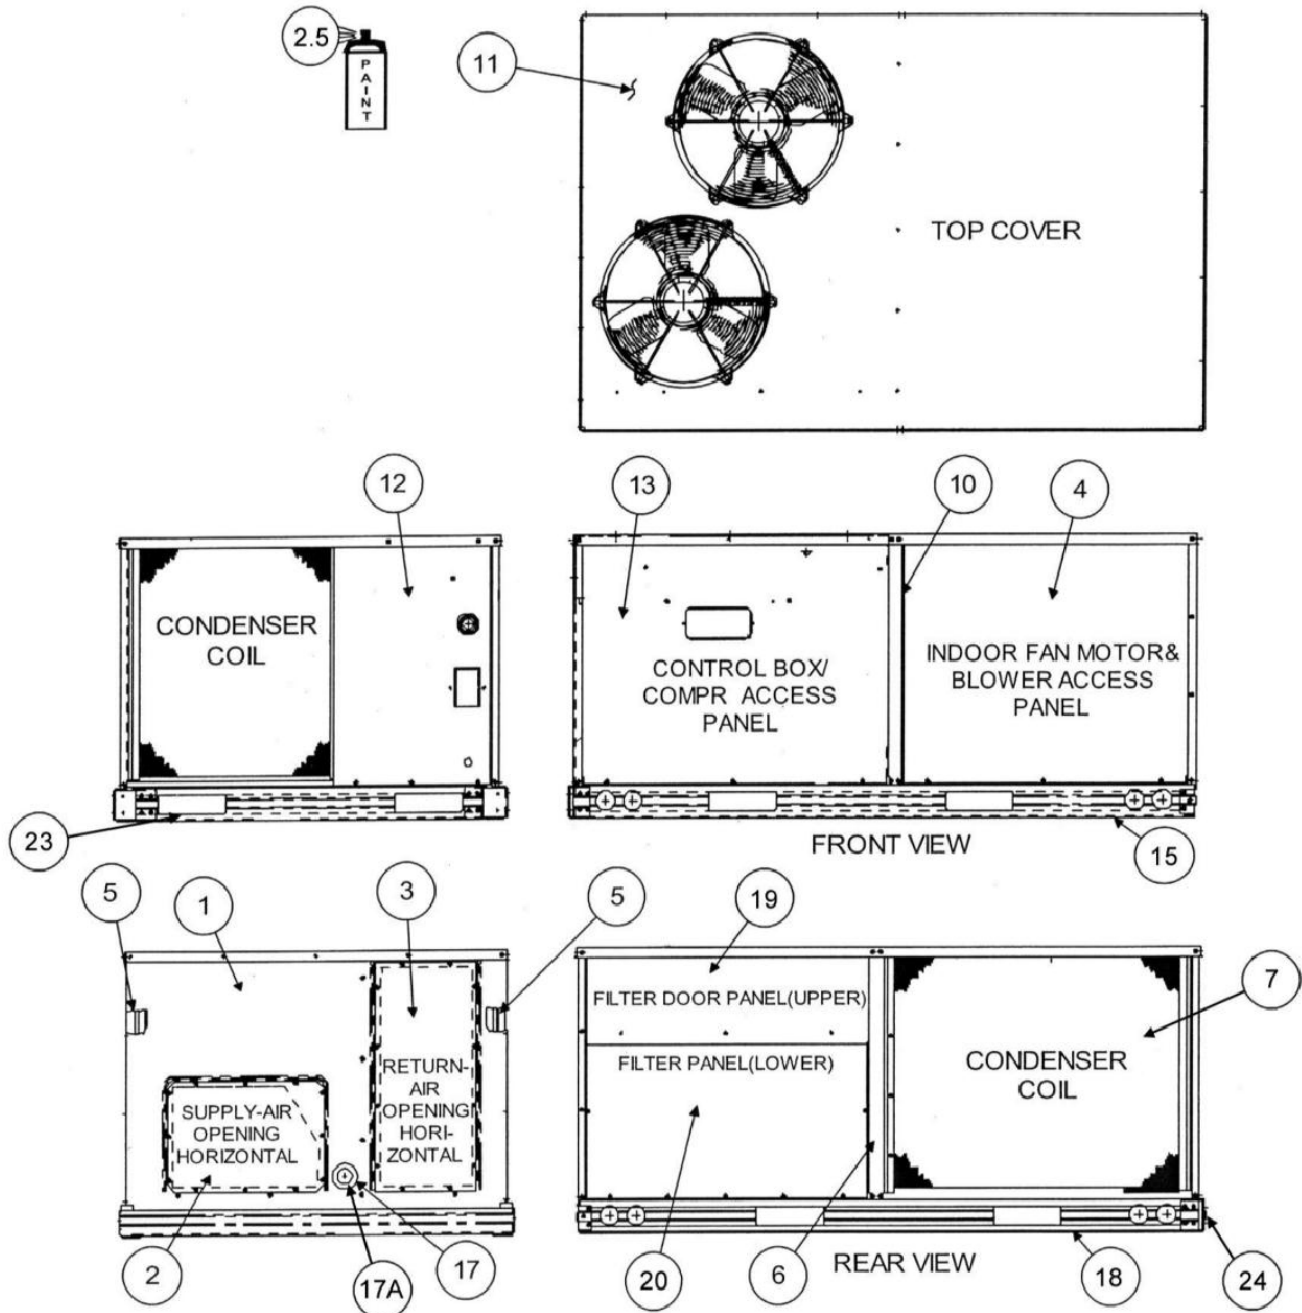 2.5
PAINT
11
TOP COVER
12
13
10
4
CONDENSER
COIL
CONTROL BOX/
COMPR ACCESS
PANEL
INDOOR FAN MOTOR&
BLOWER ACCESS
PANEL
23
FRONT VIEW
15
5
1
3
5
19
7
FILTER DOOR PANEL(UPPER)
FILTER PANEL(LOWER)
CONDENSER
COIL
RETURN-
AIR
OPENING
HORI-
ZONTAL
SUPPLY-AIR
OPENING
HORIZONTAL
2
17A
17
20
6
REAR VIEW
18
24